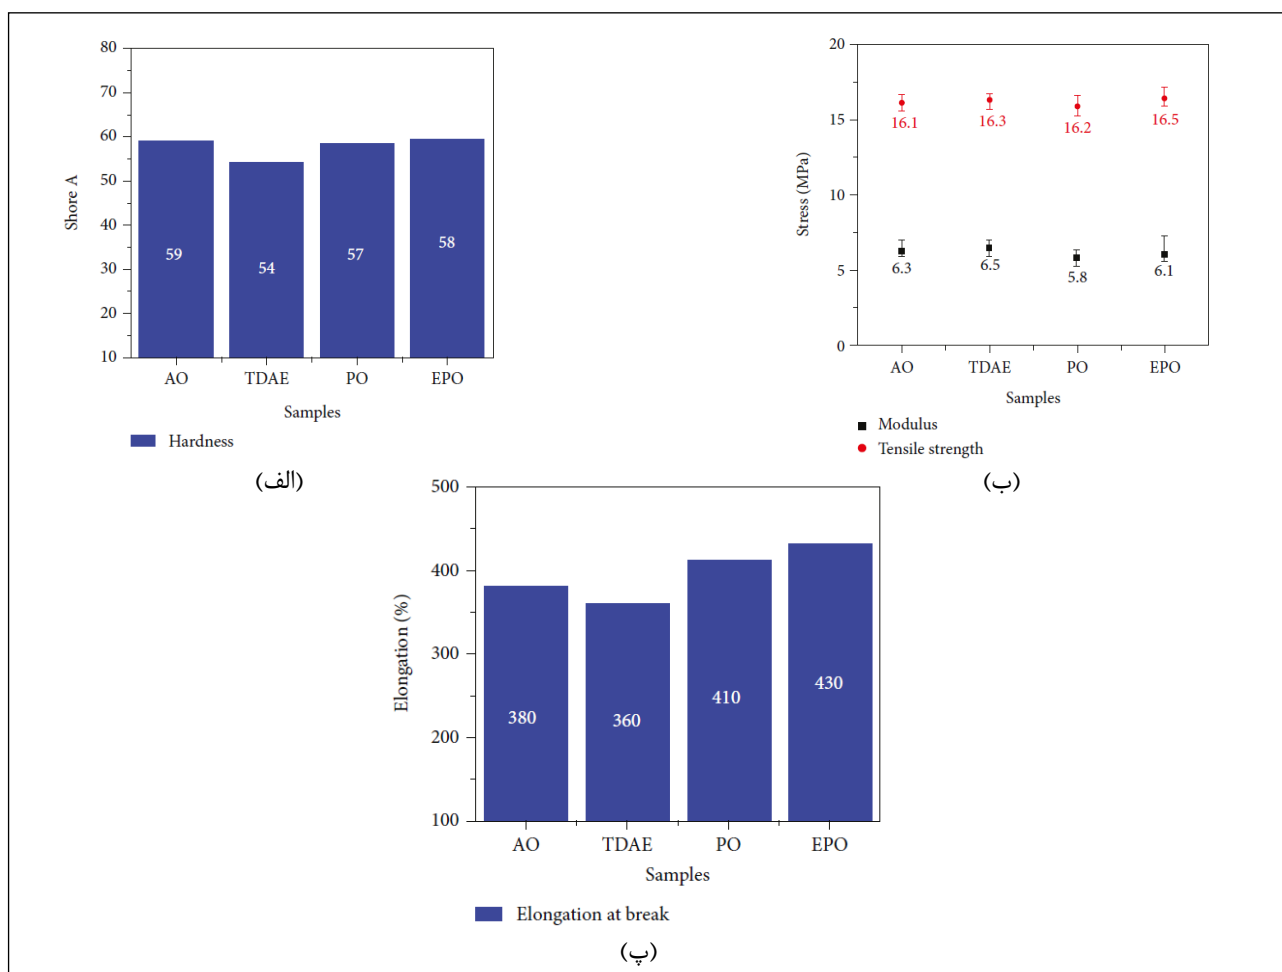 80
70
60
50
40
30
20
10
Shore A
59
54
57
58
AO TDAE PO EPO
Samples
Hardness
(الف)
20
15
10
5
0
Stress (MPa)
16.1 16.3 16.2 16.5
6.3 6.5 5.8 6.1
AO TDAE PO EPO
Samples
Modulus
Tensile strength
(ب)
500
400
300
200
100
Elongation (%)
380 360 410 430
AO TDAE PO EPO
Samples
Elongation at break
(پ)